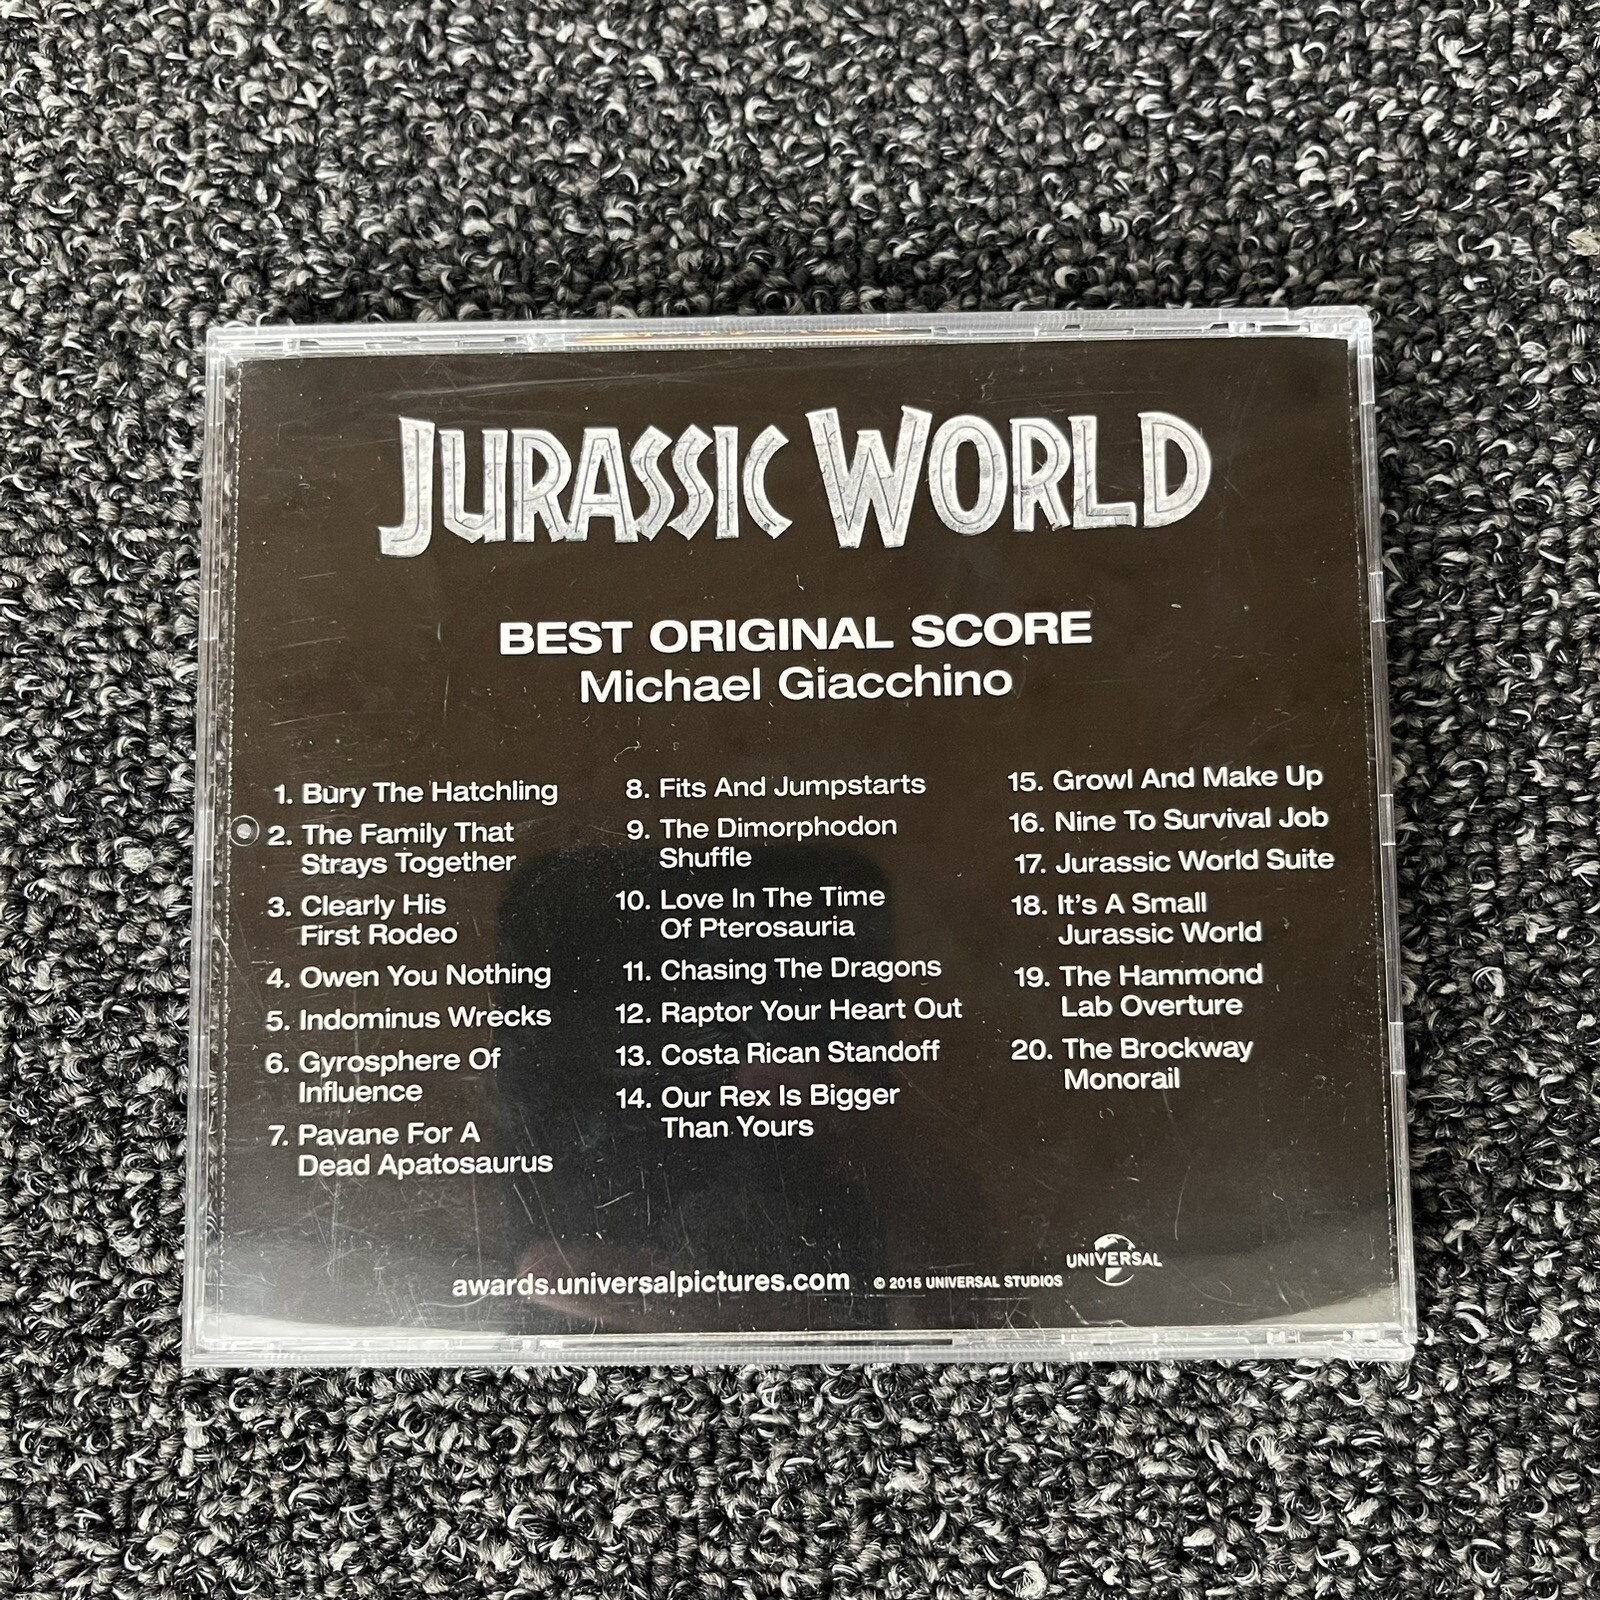 JURASSIC WORLD
BEST ORIGINAL SCORE
Michael Giacchino
1. Bury The Hatchling
2. The Family That
Strays Together
3. Clearly His
First Rodeo
4. Owen You Nothing
5. Indominus Wrecks
6. Gyrosphere Of
Influence
7. Pavane For A
Dead Apatosaurus
8. Fits And Jumpstarts
9. The Dimorphodon
Shuffle
10. Love In The Time
Of Pterosauria
11. Chasing The Dragons
12. Raptor Your Heart Out
13. Costa Rican Standoff
14. Our Rex Is Bigger
Than Yours
15. Growl And Make Up
16. Nine To Survival Job
17. Jurassic World Suite
18. It's A Small
Jurassic World
19. The Hammond
Lab Overture
20. The Brockway
Monorail
awards.universalpictures.com © 2015 UNIVERSAL STUDIOS
UNIVERSAL